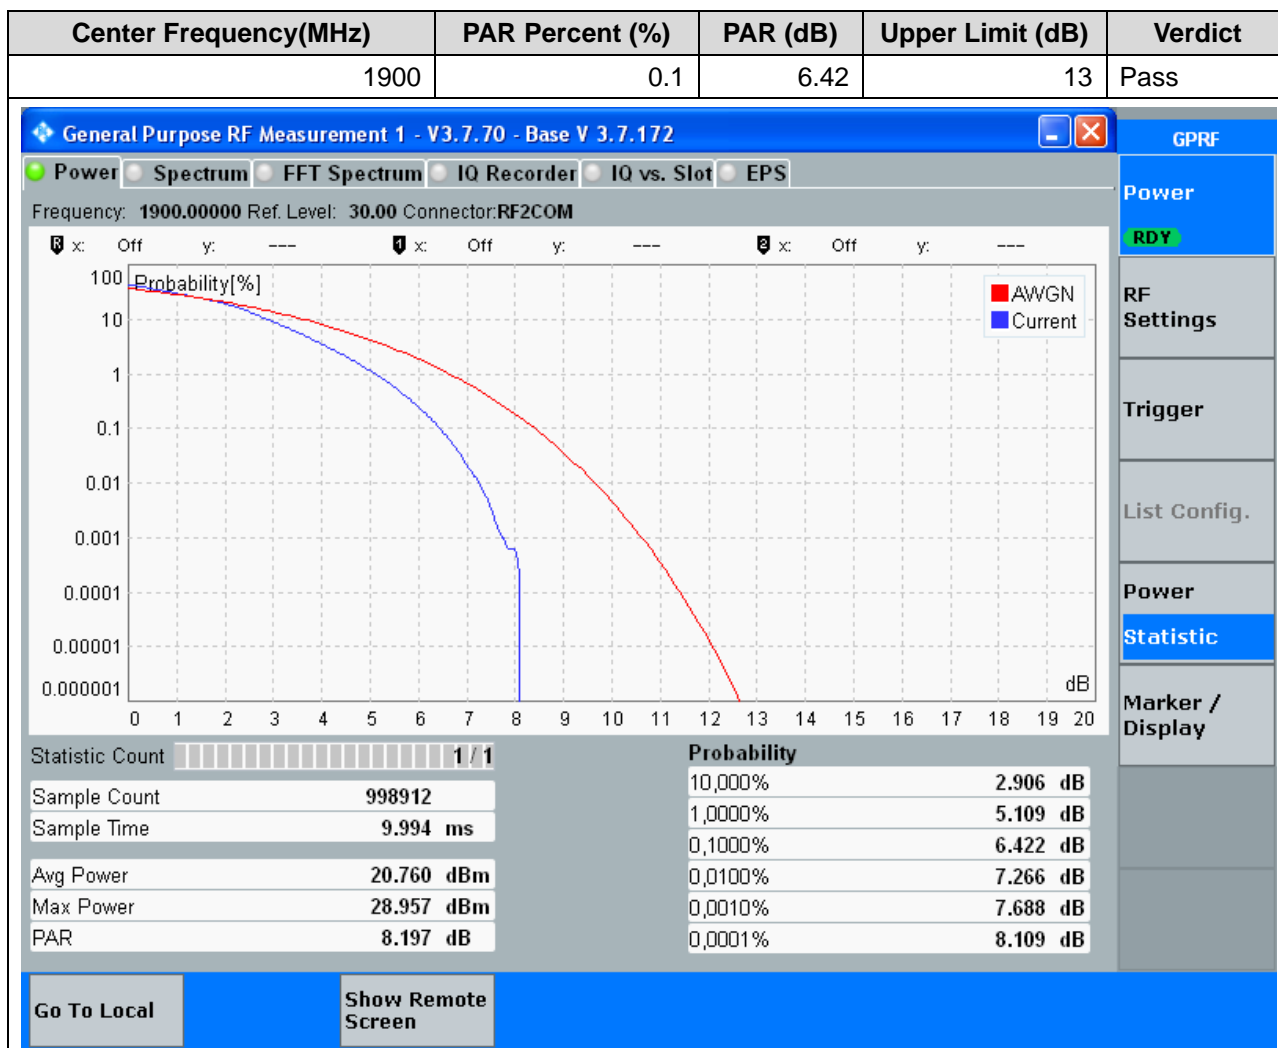 Center Frequency(MHz) PAR Percent (%) PAR (dB) Upper Limit (dB) Verdict
1900 0.1 6.42 13 Pass
General Purpose RF Measurement 1 - V3.7.70 - Base V 3.7.172
GPRF
Power Spectrum FFT Spectrum IQ Recorder IQ vs. Slot EPS
Power
RDY
Frequency: 1900.00000 Ref. Level: 30.00 Connector:RF2COM
R x: Off y: --- 1 x: Off y: --- 2 x: Off y: ---
100 Probability[%]
AWGN
Current
RF
Settings
10
1
Trigger
0.1
0.01
List Config.
0.001
0.0001
Power
0.00001
Statistic
0.000001
dB
0 1 2 3 4 5 6 7 8 9 10 11 12 13 14 15 16 17 18 19 20
Marker /
Display
Statistic Count 1 / 1
Probability
Sample Count 998912
Sample Time 9.994 ms
Avg Power 20.760 dBm
Max Power 28.957 dBm
PAR 8.197 dB
10,000% 2.906 dB
1,0000% 5.109 dB
0,1000% 6.422 dB
0,0100% 7.266 dB
0,0010% 7.688 dB
0,0001% 8.109 dB
Go To Local
Show Remote
Screen